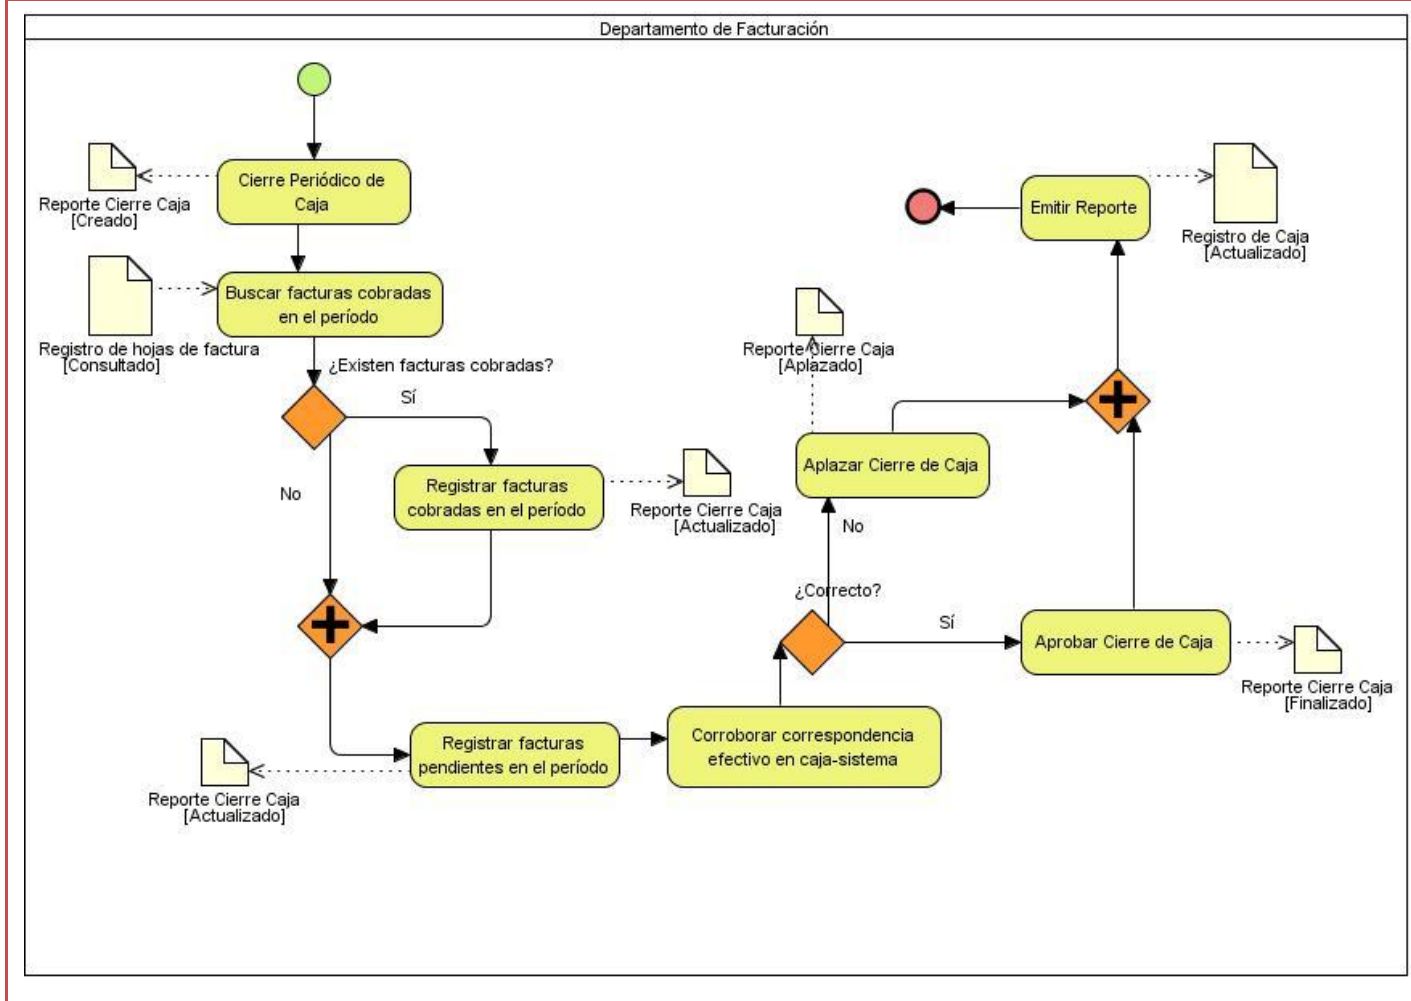 Departamento de Facturación
Cierre Periódico de
Caja
Reporte Cierre Caja
[Creado]
Buscar facturas cobradas
en el período
Registro de hojas de factura
[Consultado]
¿Existen facturas cobradas?
Sí
No
Registrar facturas
cobradas en el período
Reporte Cierre Caja
[Actualizado]
Registrar facturas
pendientes en el período
Reporte Cierre Caja
[Actualizado]
Corroborar correspondencia
efectivo en caja-sistema
¿Correcto?
No
Sí
Aplazar Cierre de Caja
Reporte Cierre Caja
[Aplazado]
Aprobar Cierre de Caja
Reporte Cierre Caja
[Finalizado]
Emitir Reporte
Registro de Caja
[Actualizado]